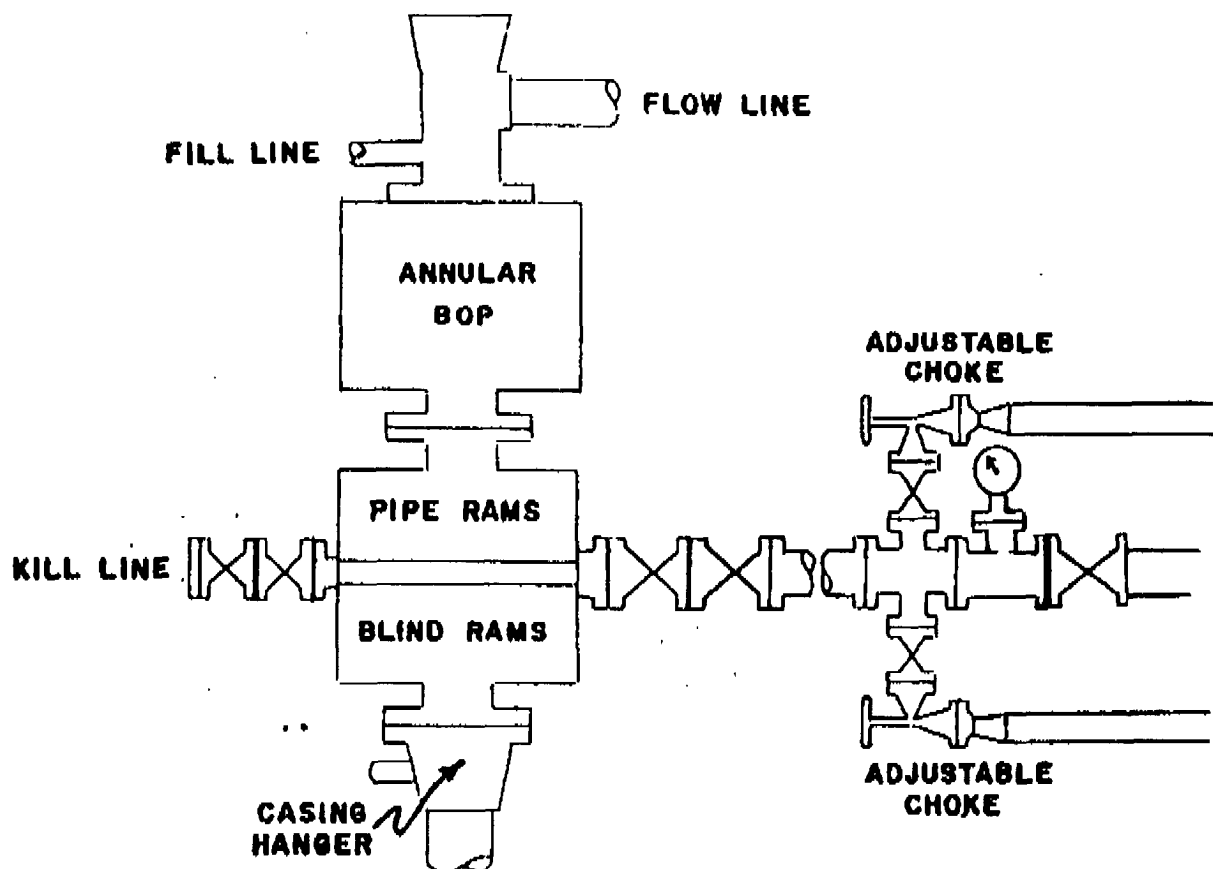 FLOW LINE
FILL LINE
ANNULAR
BOP
ADJUSTABLE
CHOKE
PIPE RAMS
KILL LINE
BLIND RAMS
ADJUSTABLE
CHOKE
CASING
HANGER